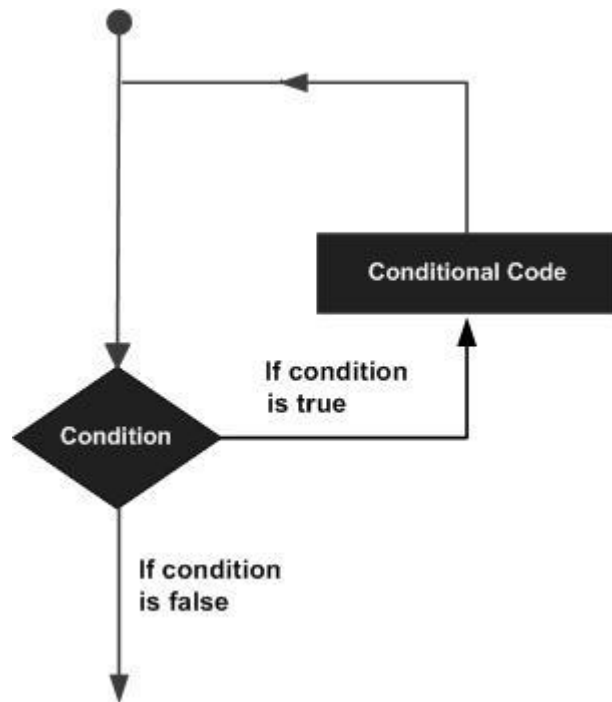 Conditional Code
If condition
is true
Condition
If condition
is false